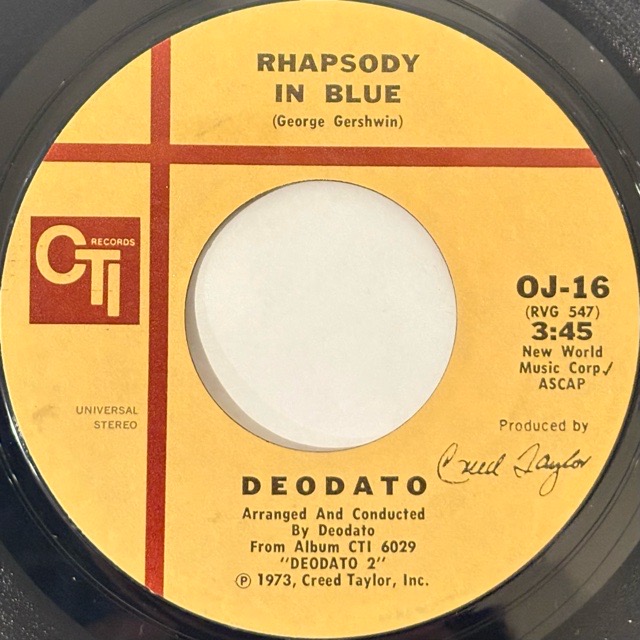 RHAPSODY
IN BLUE
(George Gershwin)
CTI RECORDS
OJ-16
(RVG 547)
3:45
New World
Music Corp./
ASCAP
UNIVERSAL
STEREO
Produced by
Creed Taylor
DEODATO
Arranged And Conducted
By Deodato
From Album CTI 6029
"DEODATO 2"
℗ 1973, Creed Taylor, Inc.